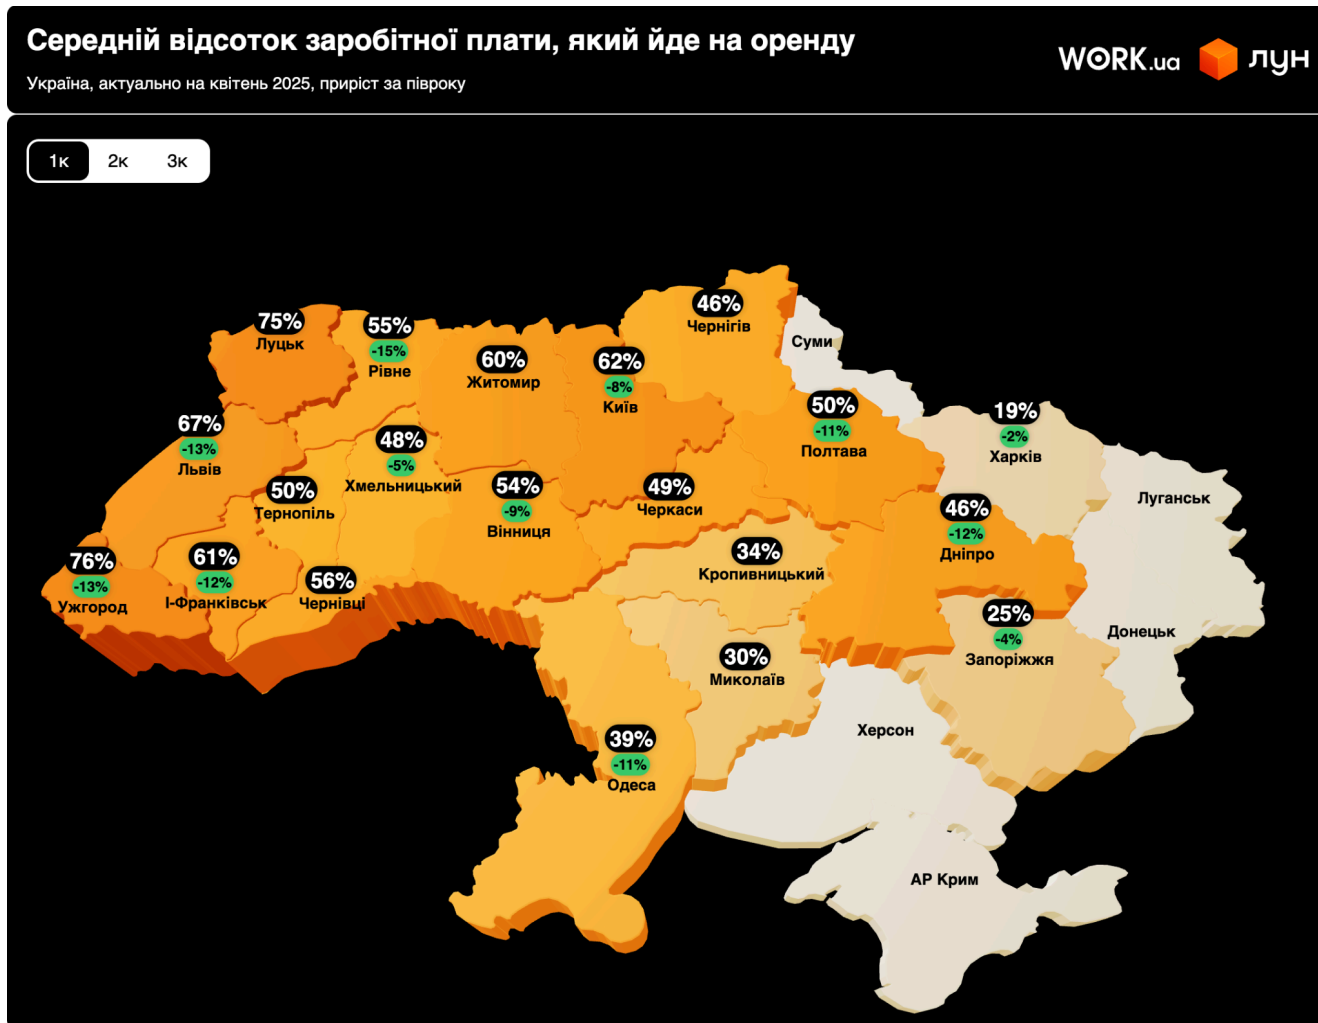 Середній відсоток заробітної плати, який йде на оренду
Україна, актуально на квітень 2025, приріст за півроку
WORK.ua ЛУН
1к 2к 3к
46%
Чернігів
75%
Луцьк
55%
-15%
Рівне
60%
Житомир
62%
-8%
Київ
Суми
67%
-13%
Львів
48%
-5%
Хмельницький
50%
-11%
Полтава
19%
-2%
Харків
50%
Тернопіль
54%
-9%
Вінниця
49%
Черкаси
46%
-12%
Дніпро
Луганськ
76%
-13%
Ужгород
61%
-12%
І-Франківськ
56%
Чернівці
34%
Кропивницький
25%
-4%
Запоріжжя
Донецьк
30%
Миколаїв
39%
-11%
Одеса
Херсон
АР Крим